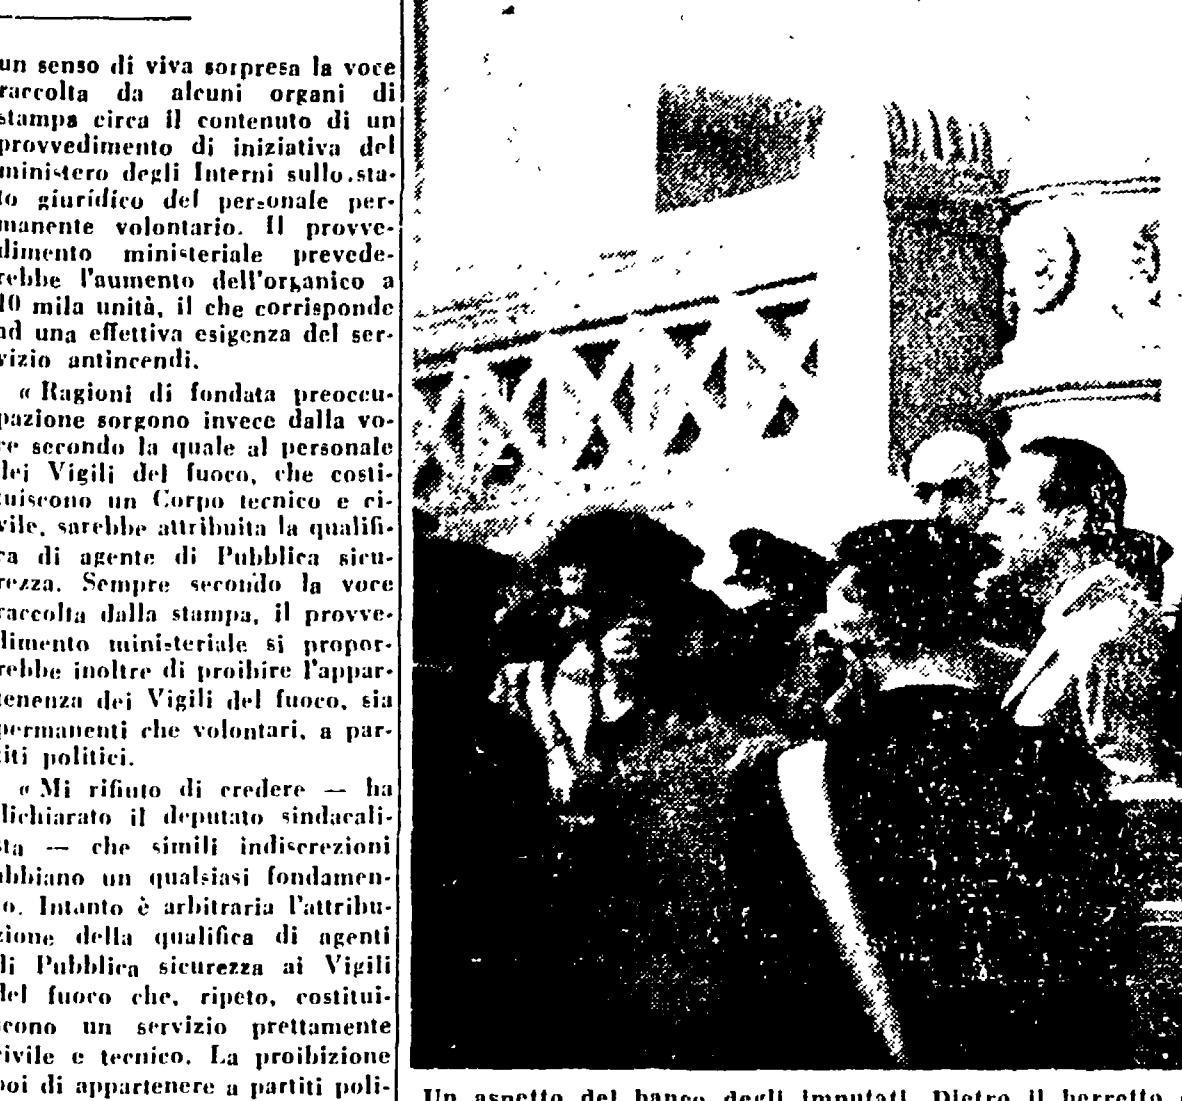 un senso di viva sorpresa la voce
raccolta da alcuni organi di
stampa circa il contenuto di un
provvedimento di iniziativa del
ministero degli Interni sullo sta-
to giuridico del personale per-
manente volontario. Il provve-
dimento ministeriale prevede-
rebbe l'aumento dell'organico a
10 mila unità, il che corrisponde
ad una effettiva esigenza del ser-
vizio antincendi.
« Ragioni di fondata preoccu-
pazione sorgono invece dalla vo-
ce secondo la quale al personale
dei Vigili del fuoco, che costi-
tuiscono un Corpo tecnico e ci-
vile, sarebbe attribuita la qualifi-
ca di agente di Pubblica sicu-
rezza. Sempre secondo la voce
raccolta dalla stampa, il provve-
dimento ministeriale si propor-
rebbe inoltre di proibire l'appar-
tenenza dei Vigili del fuoco, sia
permanenti che volontari, a par-
titi politici.
« Mi rifiuto di credere — ha
dichiarato il deputato sindacali-
sta — che simili indiscrezioni
abbiano un qualsiasi fondamen-
to. Intanto è arbitraria l'attribu-
zione della qualifica di agenti
di Pubblica sicurezza ai Vigili
del fuoco che, ripeto, costitui-
scono un servizio prettamente
civile e tecnico. La proibizione
poi di appartenere a partiti poli-
Un aspetto del banco degli imputati. Dietro il berretto